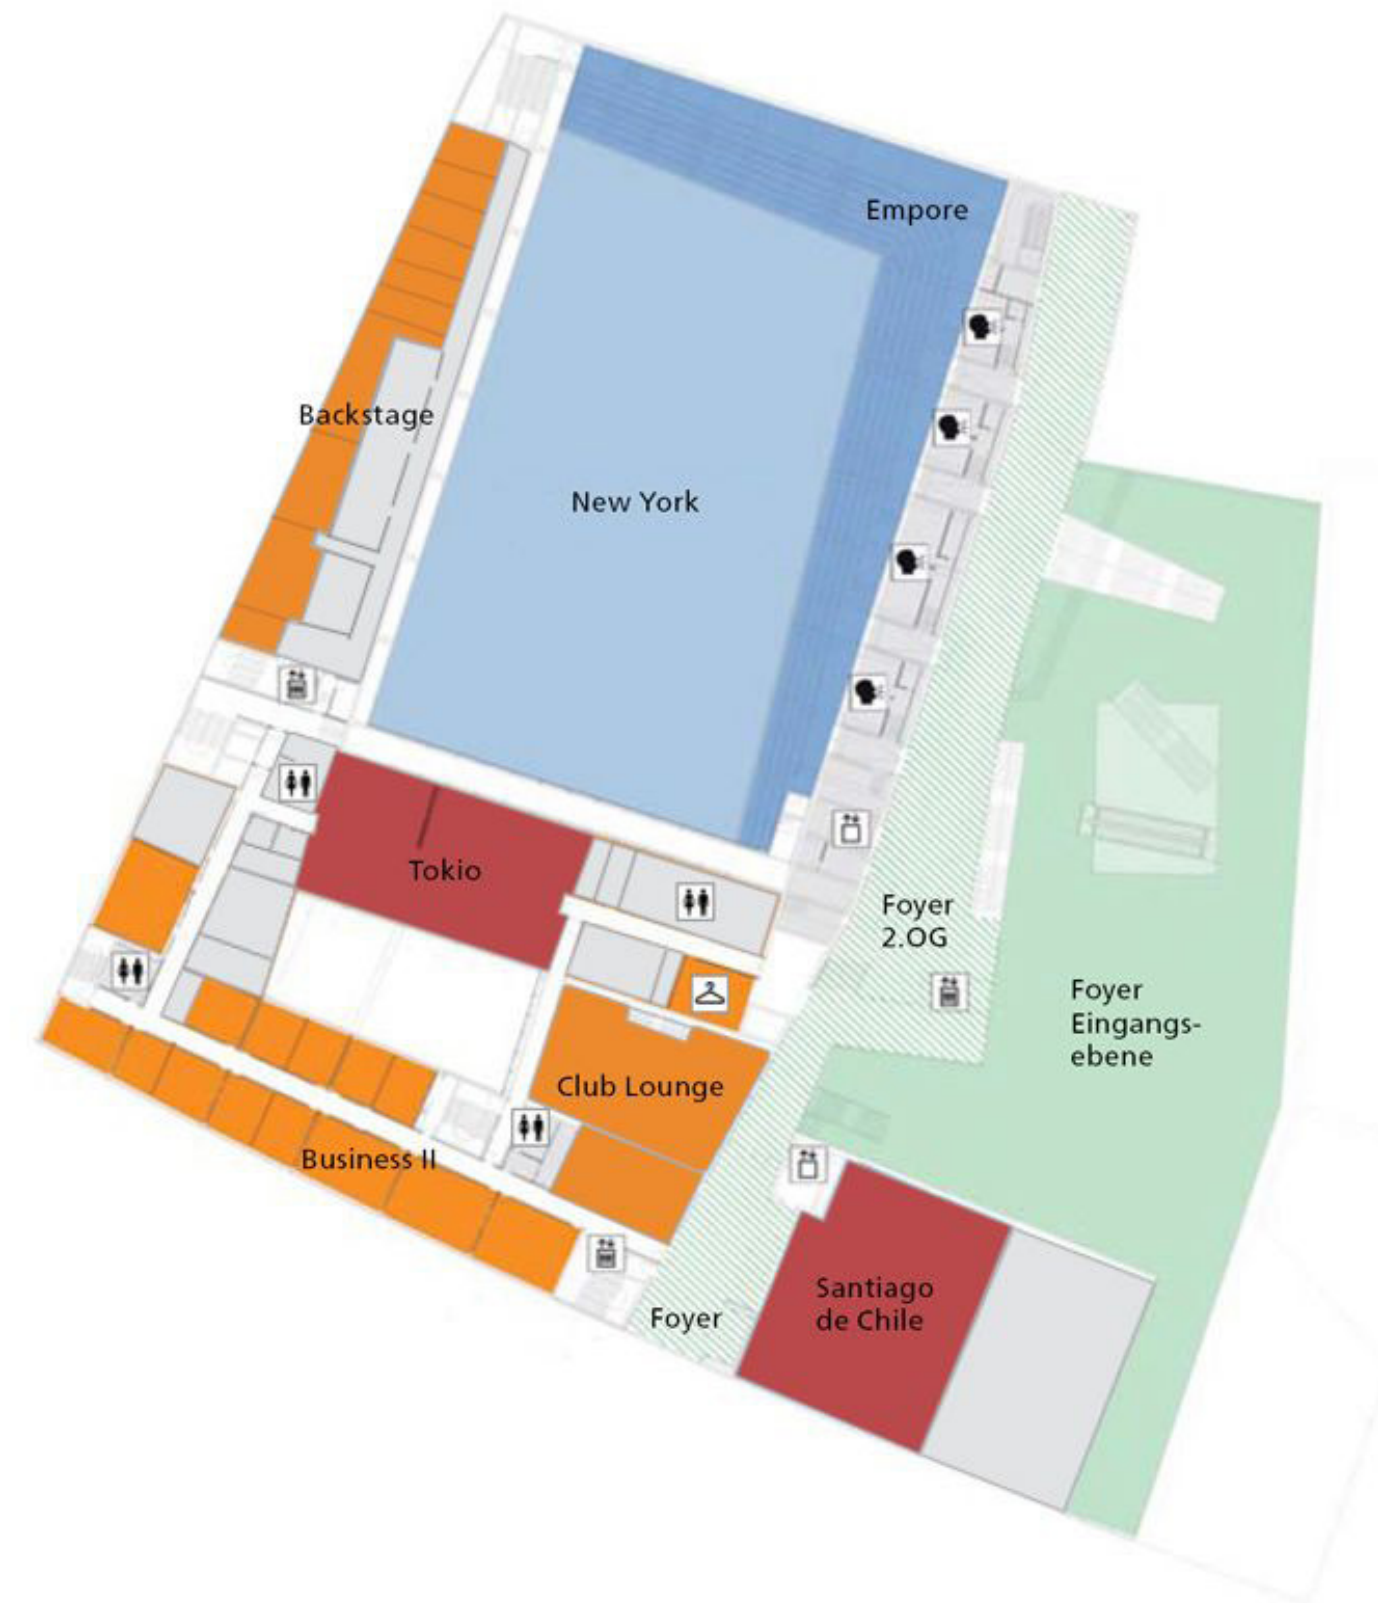 Empore
Backstage
New York
Tokio
Foyer
2.OG
Foyer
Eingangs-
ebene
Club Lounge
Business II
Santiago
de Chile
Foyer